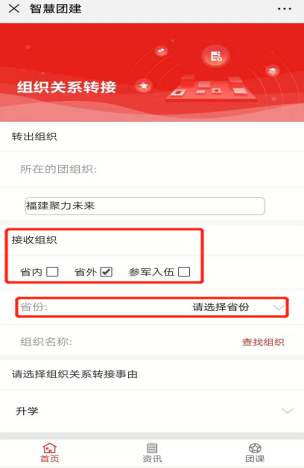 智慧团建
组织关系转接
转出组织
所在的团组织:
福建聚力未来
接收组织
省内 省外 参军入伍
省份: 请选择省份
组织名称: 查找组织
请选择组织关系转接事由
升学
首页 资讯 团课